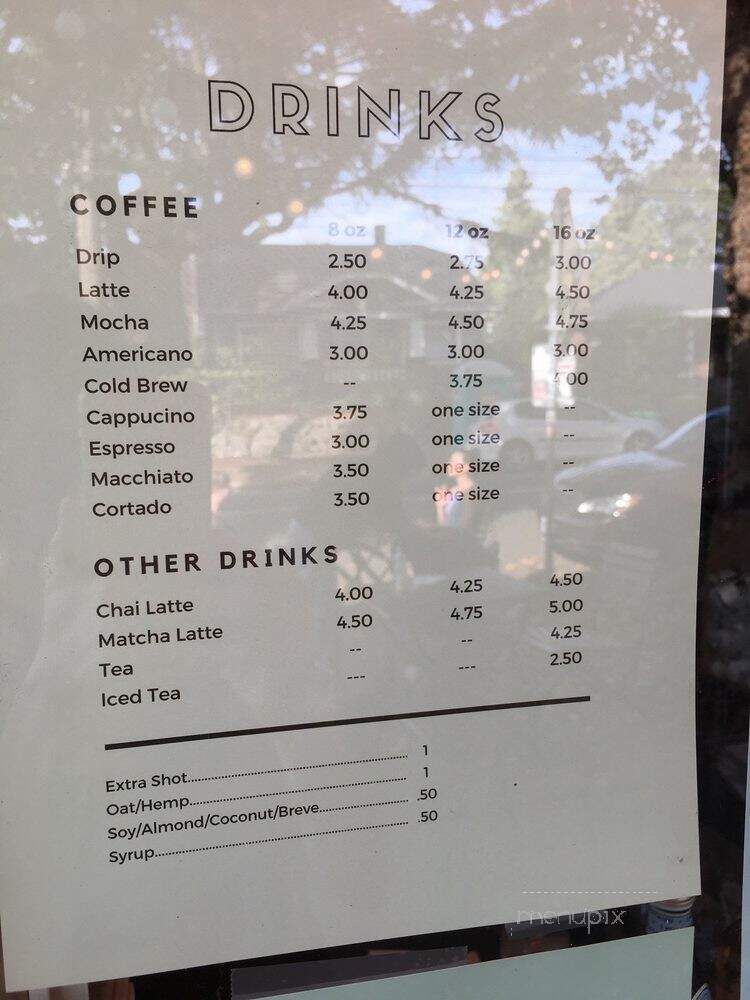 DRINKS
COFFEE
8 oz 12 oz 16 oz
Drip 2.50 2.75 3.00
Latte 4.00 4.25 4.50
Mocha 4.25 4.50 4.75
Americano 3.00 3.00 3.00
Cold Brew -- 3.75 4.00
Cappucino 3.75 one size --
Espresso 3.00 one size --
Macchiato 3.50 one size --
Cortado 3.50 one size --
OTHER DRINKS
Chai Latte 4.00 4.25 4.50
Matcha Latte 4.50 4.75 5.00
Tea -- -- 4.25
Iced Tea --- --- 2.50
Extra Shot 1
Oat/Hemp 1
Soy/Almond/Coconut/Breve .50
Syrup .50
menupix